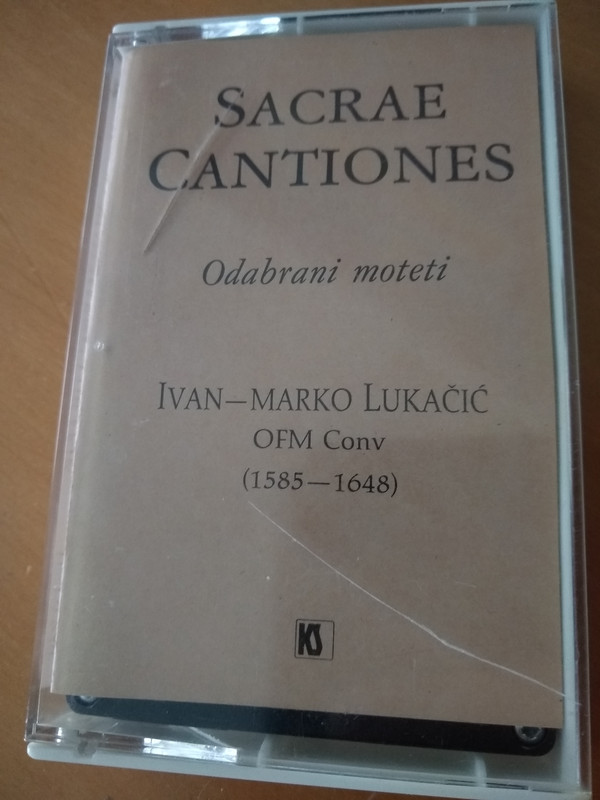 SACRAE
CANTIONES
Odabrani moteti
IVAN—MARKO LUKAČIĆ
OFM Conv
(1585—1648)
KS